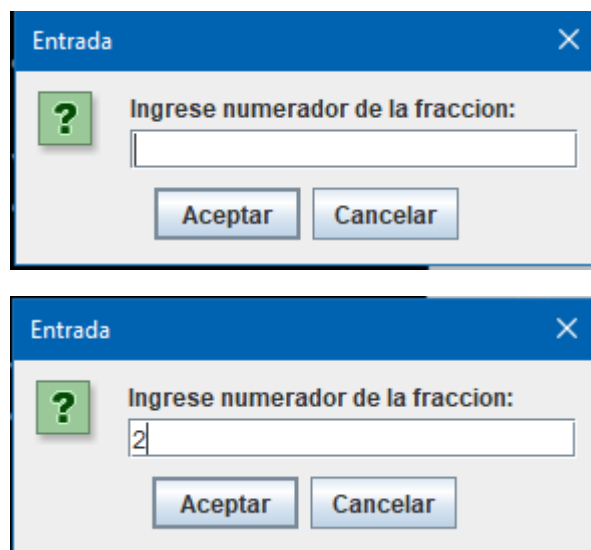 Entrada
?
Ingrese numerador de la fraccion:
Aceptar Cancelar
Entrada
?
Ingrese numerador de la fraccion:
2
Aceptar Cancelar